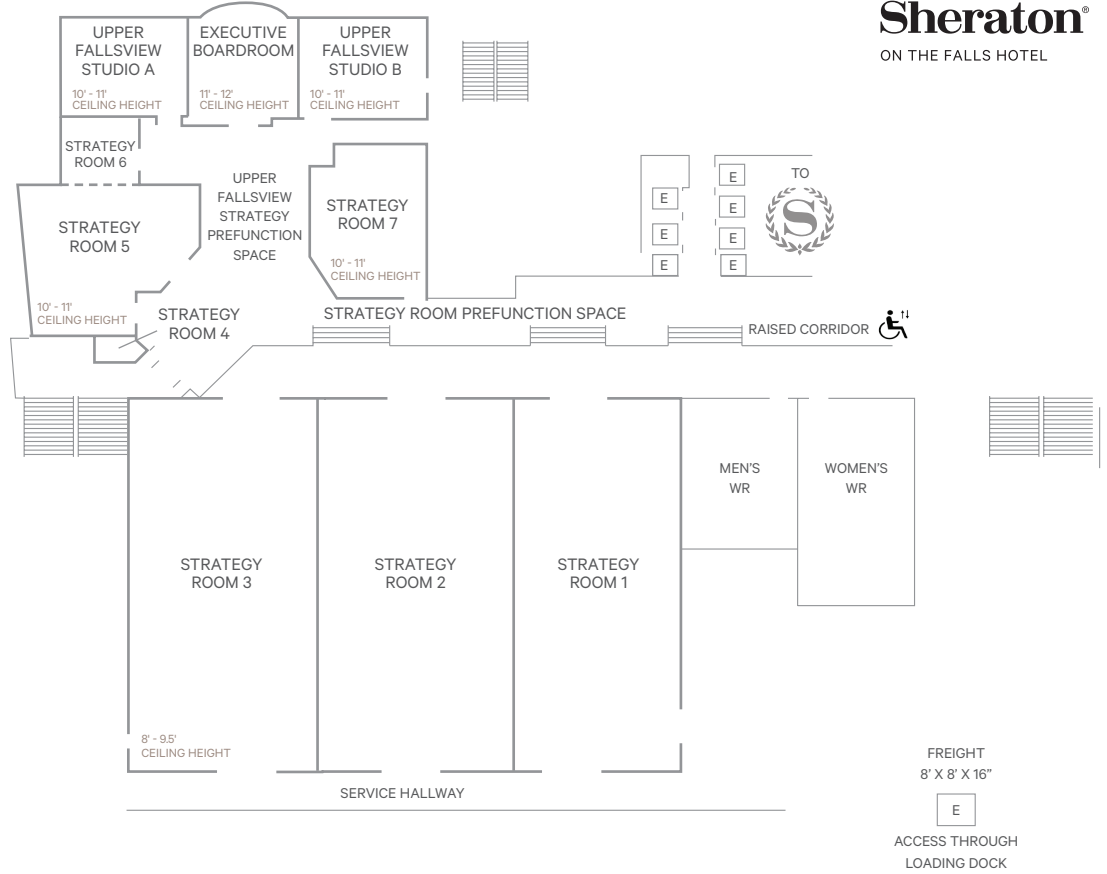 Sheraton®
ON THE FALLS HOTEL
UPPER
FALLSVIEW
STUDIO A
10' - 11'
CEILING HEIGHT
EXECUTIVE
BOARDROOM
11' - 12'
CEILING HEIGHT
UPPER
FALLSVIEW
STUDIO B
10' - 11'
CEILING HEIGHT
STRATEGY
ROOM 6
UPPER
FALLSVIEW
STRATEGY
PREFUNCTION
SPACE
STRATEGY
ROOM 7
10' - 11'
CEILING HEIGHT
E
E
E
E
E
E
E
TO
S
STRATEGY
ROOM 5
10' - 11'
CEILING HEIGHT
STRATEGY
ROOM 4
STRATEGY ROOM PREFUNCTION SPACE
RAISED CORRIDOR
STRATEGY
ROOM 3
8' - 9.5'
CEILING HEIGHT
STRATEGY
ROOM 2
STRATEGY
ROOM 1
MEN'S
WR
WOMEN'S
WR
SERVICE HALLWAY
FREIGHT
8' X 8' X 16"
E
ACCESS THROUGH
LOADING DOCK